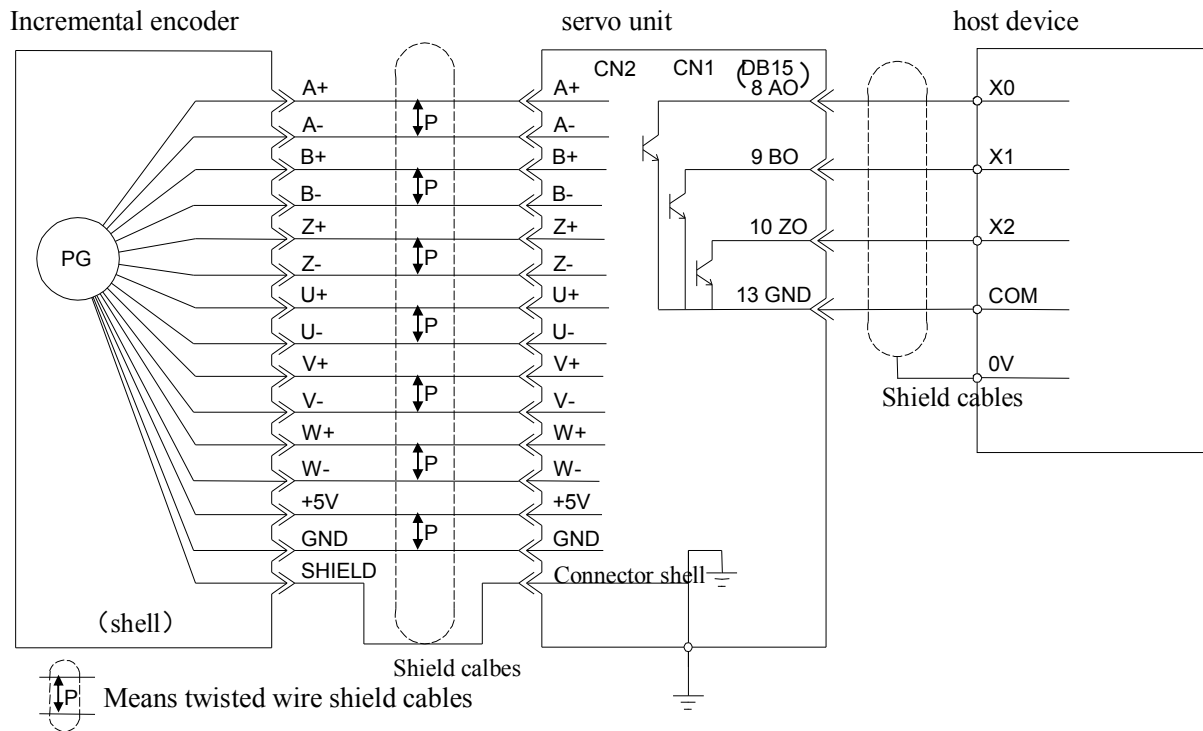 Incremental encoder
servo unit
host device
CN2
CN1
(DB15)
A+
A+
8 AO
X0
P
A-
A-
B+
B+
9 BO
X1
P
B-
B-
Z+
Z+
10 ZO
X2
PG
P
Z-
Z-
U+
U+
13 GND
COM
P
U-
U-
V+
V+
0V
P
V-
V-
Shield cables
W+
W+
P
W-
W-
+5V
+5V
P
GND
GND
SHIELD
Connector shell
(shell)
Shield calbes
P
Means twisted wire shield cables